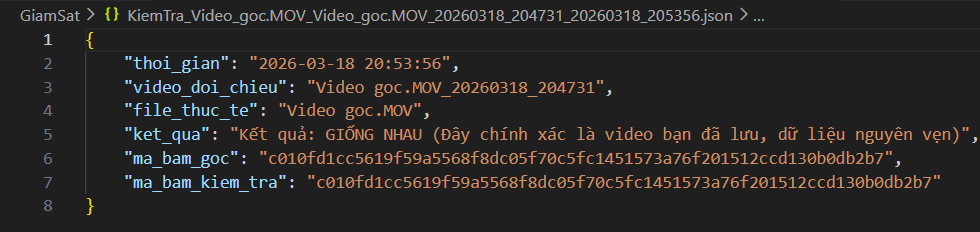 GiamSat > {} KiemTra_Video_goc.MOV_Video_goc.MOV_20260318_204731_20260318_205356.json > ...
1 {
2 "thoi_gian": "2026-03-18 20:53:56",
3 "video_doi_chieu": "Video goc.MOV_20260318_204731",
4 "file_thuc_te": "Video goc.MOV",
5 "ket_qua": "Kết quả: GIỐNG NHAU (Đây chính xác là video bạn đã lưu, dữ liệu nguyên vẹn)",
6 "ma_bam_goc": "c010fd1cc5619f59a5568f8dc05f70c5fc1451573a76f201512ccd130b0db2b7",
7 "ma_bam_kiem_tra": "c010fd1cc5619f59a5568f8dc05f70c5fc1451573a76f201512ccd130b0db2b7"
8 }